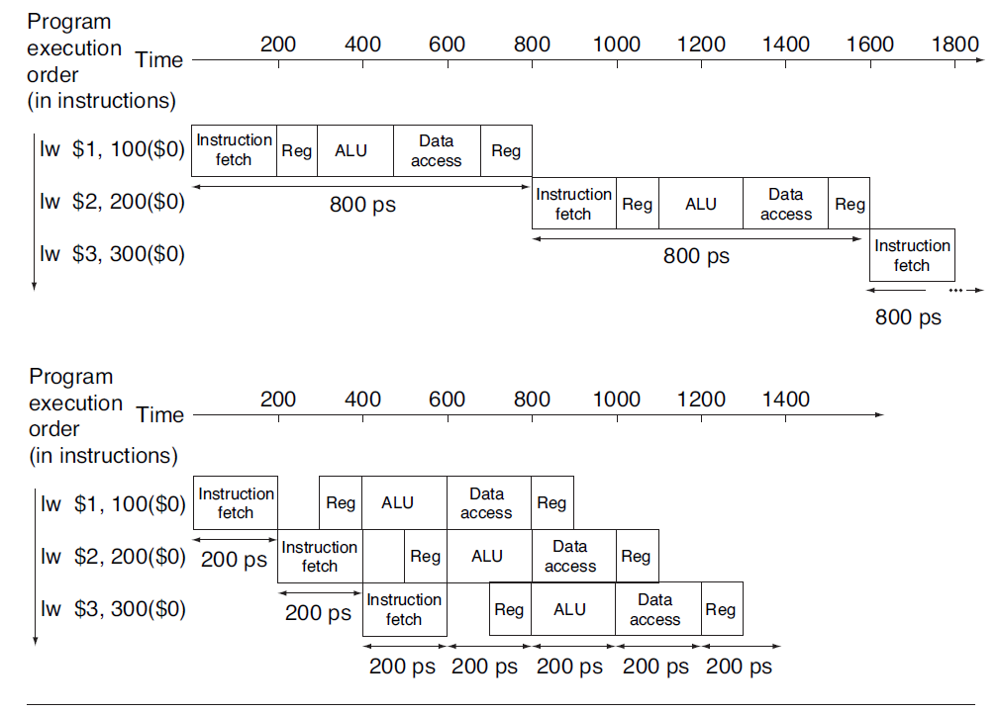 Program
execution
order
(in instructions)
Time
200 400 600 800 1000 1200 1400 1600 1800
lw $1, 100($0)
Instruction
fetch
Reg
ALU
Data
access
Reg
800 ps
lw $2, 200($0)
Instruction
fetch
Reg
ALU
Data
access
Reg
800 ps
lw $3, 300($0)
Instruction
fetch
...
800 ps
Program
execution
order
(in instructions)
Time
200 400 600 800 1000 1200 1400
lw $1, 100($0)
Instruction
fetch
Reg
ALU
Data
access
Reg
200 ps
lw $2, 200($0)
Instruction
fetch
Reg
ALU
Data
access
Reg
200 ps
lw $3, 300($0)
Instruction
fetch
Reg
ALU
Data
access
Reg
200 ps 200 ps 200 ps 200 ps 200 ps